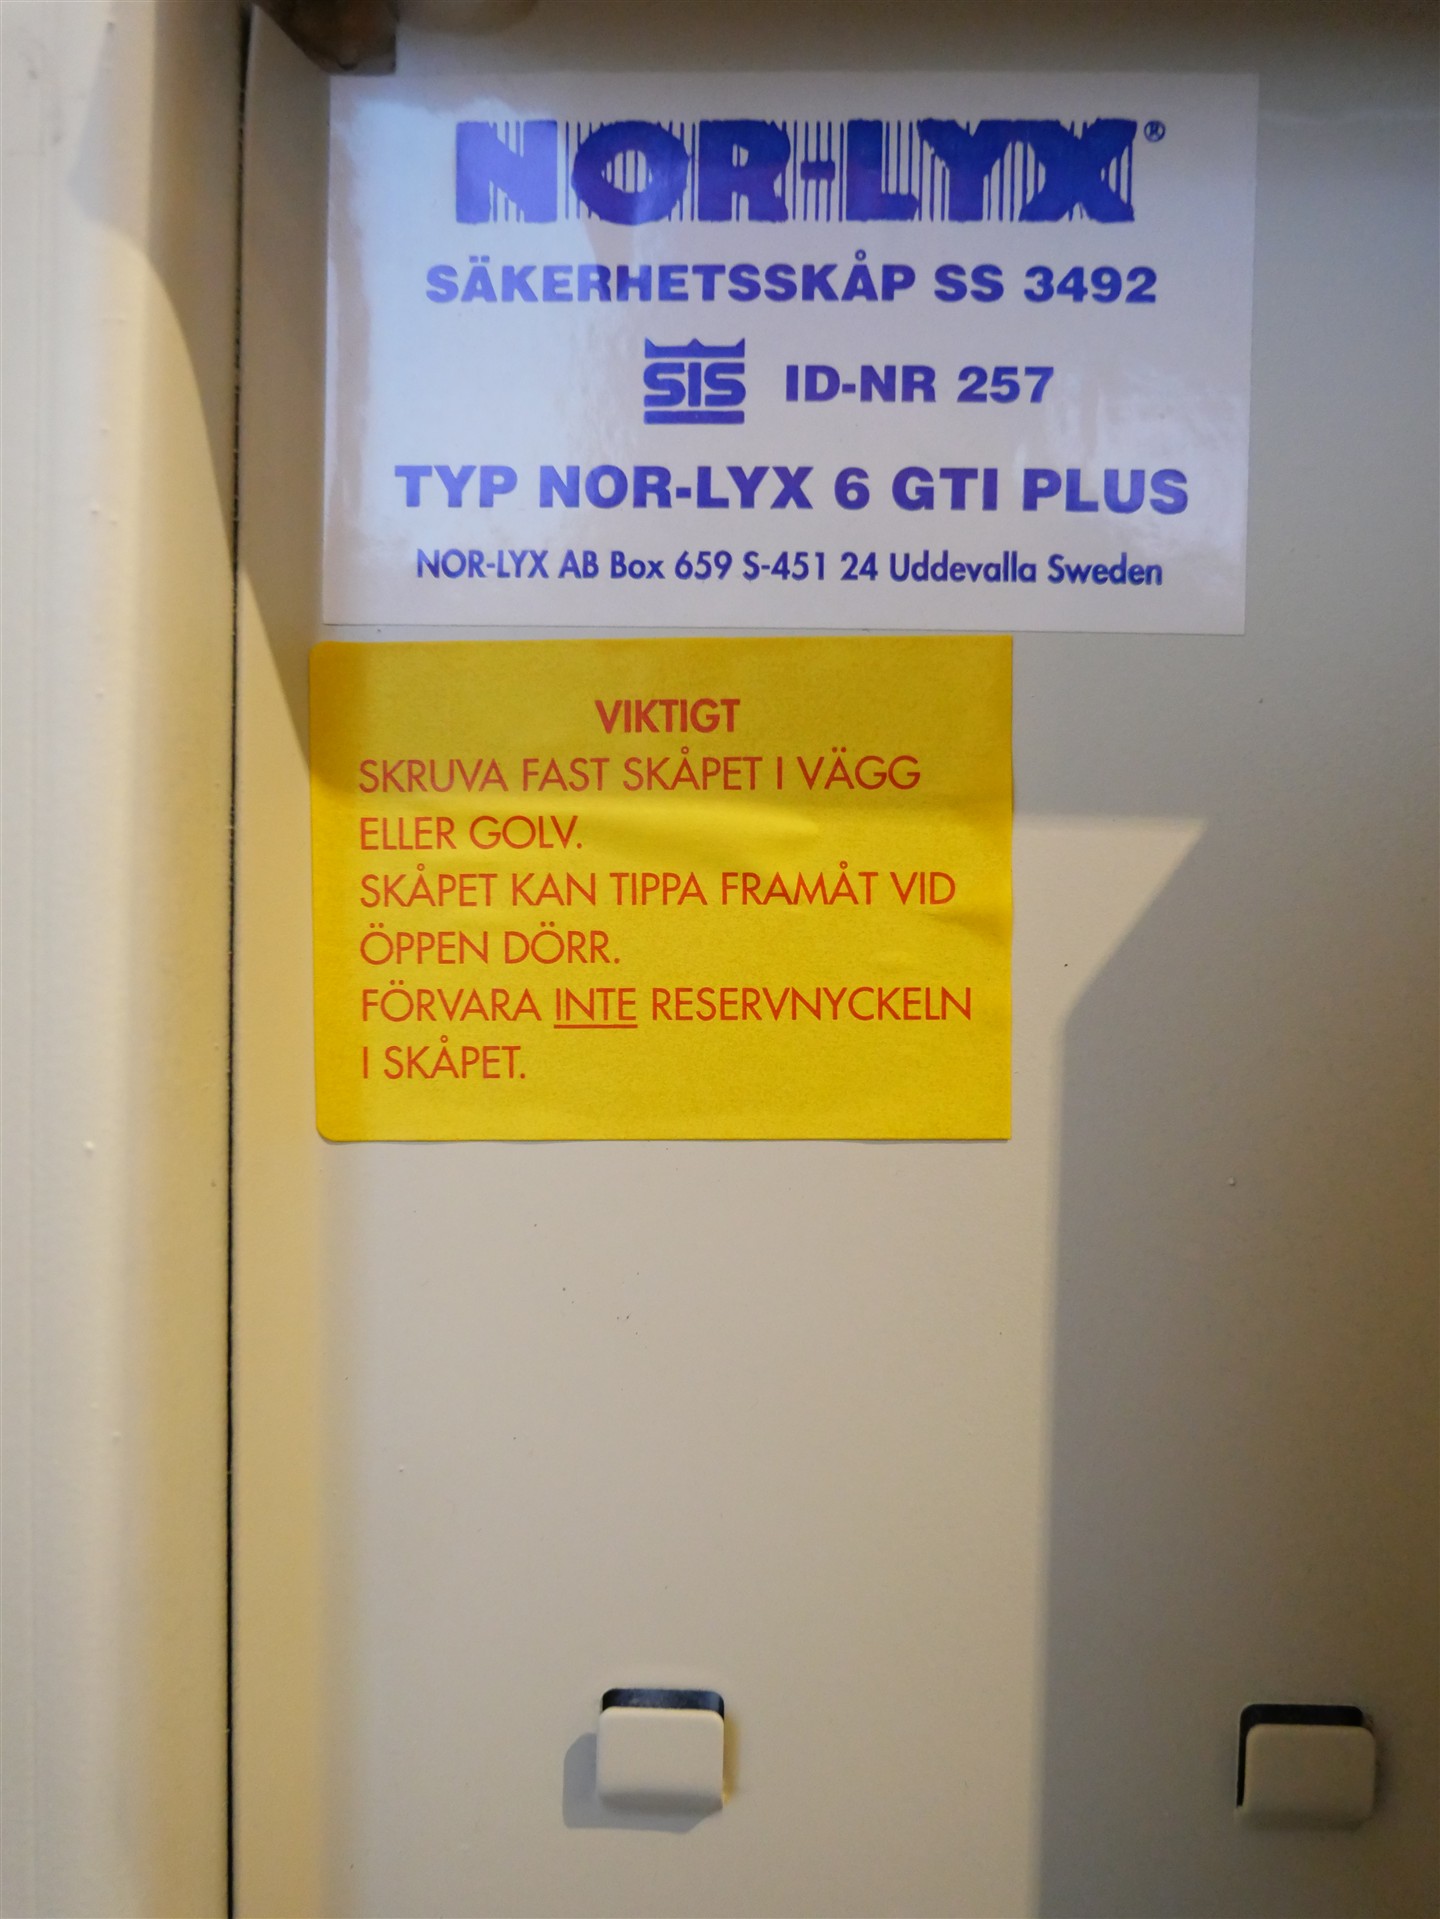 NOR-LYX®
SÄKERHETSSKÅP SS 3492
SIS ID-NR 257
TYP NOR-LYX 6 GTI PLUS
NOR-LYX AB Box 659 S-451 24 Uddevalla Sweden
VIKTIGT
SKRUVA FAST SKÅPET I VÄGG
ELLER GOLV.
SKÅPET KAN TIPPA FRAMÅT VID
ÖPPEN DÖRR.
FÖRVARA INTE RESERVNYCKELN
I SKÅPET.